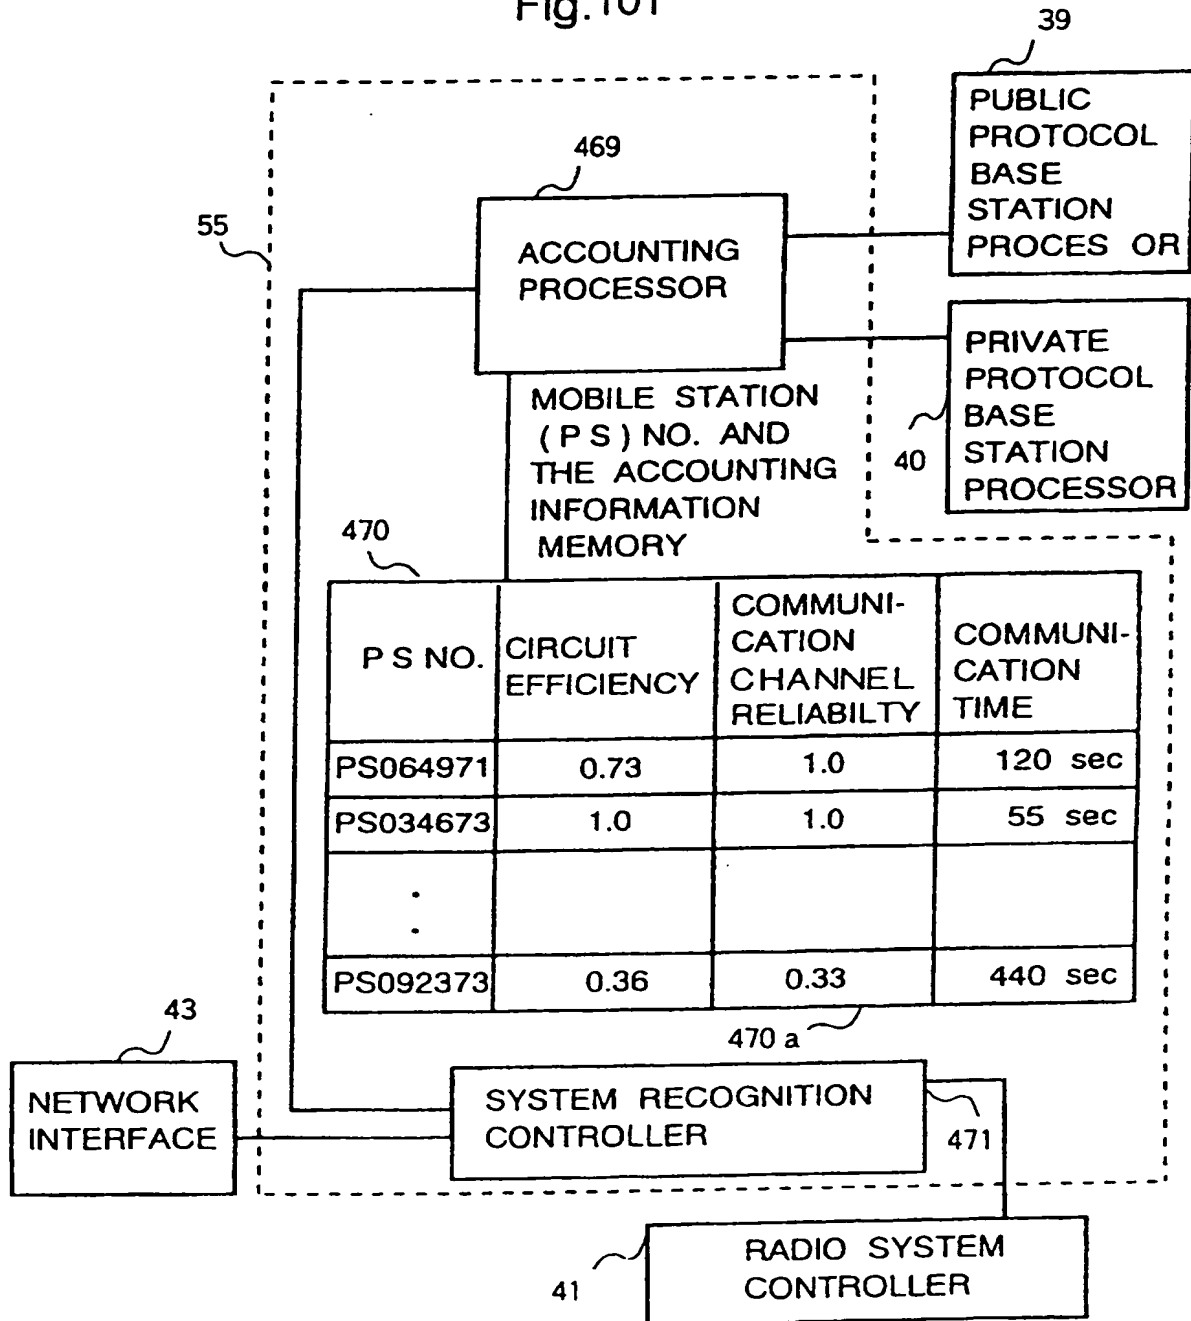 Fig.101
39
PUBLIC
PROTOCOL
BASE
STATION
PROCES OR
469
55
ACCOUNTING
PROCESSOR
PRIVATE
PROTOCOL
BASE
STATION
PROCESSOR
40
MOBILE STATION
(PS) NO. AND
THE ACCOUNTING
INFORMATION
MEMORY
470
PS NO.
CIRCUIT
EFFICIENCY
COMMUNI-
CATION
CHANNEL
RELIABILTY
COMMUNI-
CATION
TIME
PS064971 0.73 1.0 120 sec
PS034673 1.0 1.0 55 sec
.
.
PS092373 0.36 0.33 440 sec
470 a
43
NETWORK
INTERFACE
SYSTEM RECOGNITION
CONTROLLER
471
RADIO SYSTEM
CONTROLLER
41